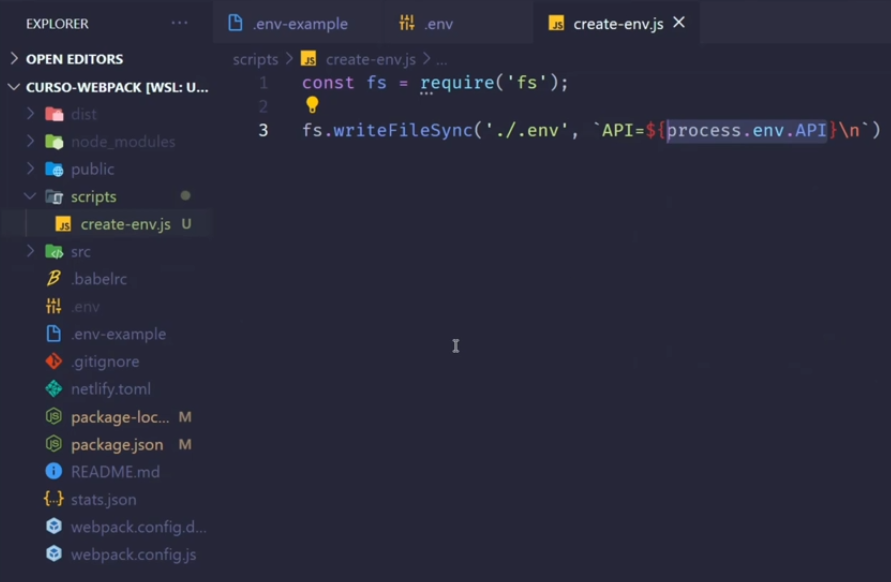 EXPLORER ...
.env-example
.env
create-env.js
OPEN EDITORS
CURSO-WEBPACK [WSL: U...
dist
node_modules
public
scripts
create-env.js U
src
.babelrc
.env
.env-example
.gitignore
netlify.toml
package-loc... M
package.json M
README.md
stats.json
webpack.config.d...
webpack.config.js
scripts > JS create-env.js > ...
1 const fs = require('fs');
2
3 fs.writeFileSync('./.env', `API=${process.env.API}\n`)